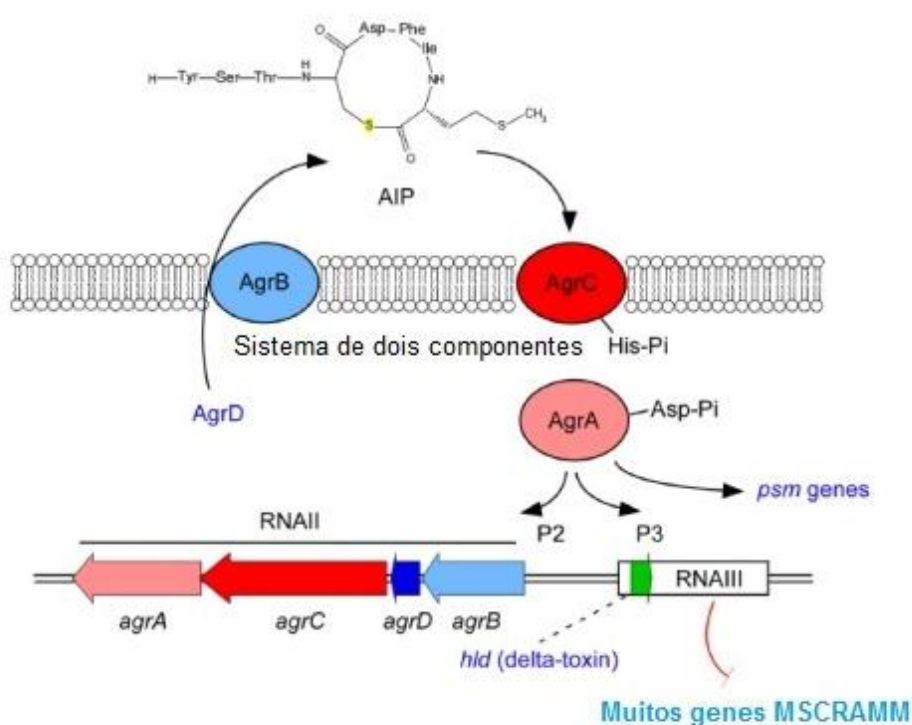 Asp-Phe
O
Ile
H
H-Tyr-Ser-Thr-N
NH
S
S
CH3
O
AIP
AgrB
AgrC
Sistema de dois componentes
His-Pi
AgrD
AgrA
Asp-Pi
psm genes
RNAII
P2
P3
RNAIII
agrA
agrC
agrD
agrB
hld (delta-toxin)
Muitos genes MSCRAMM